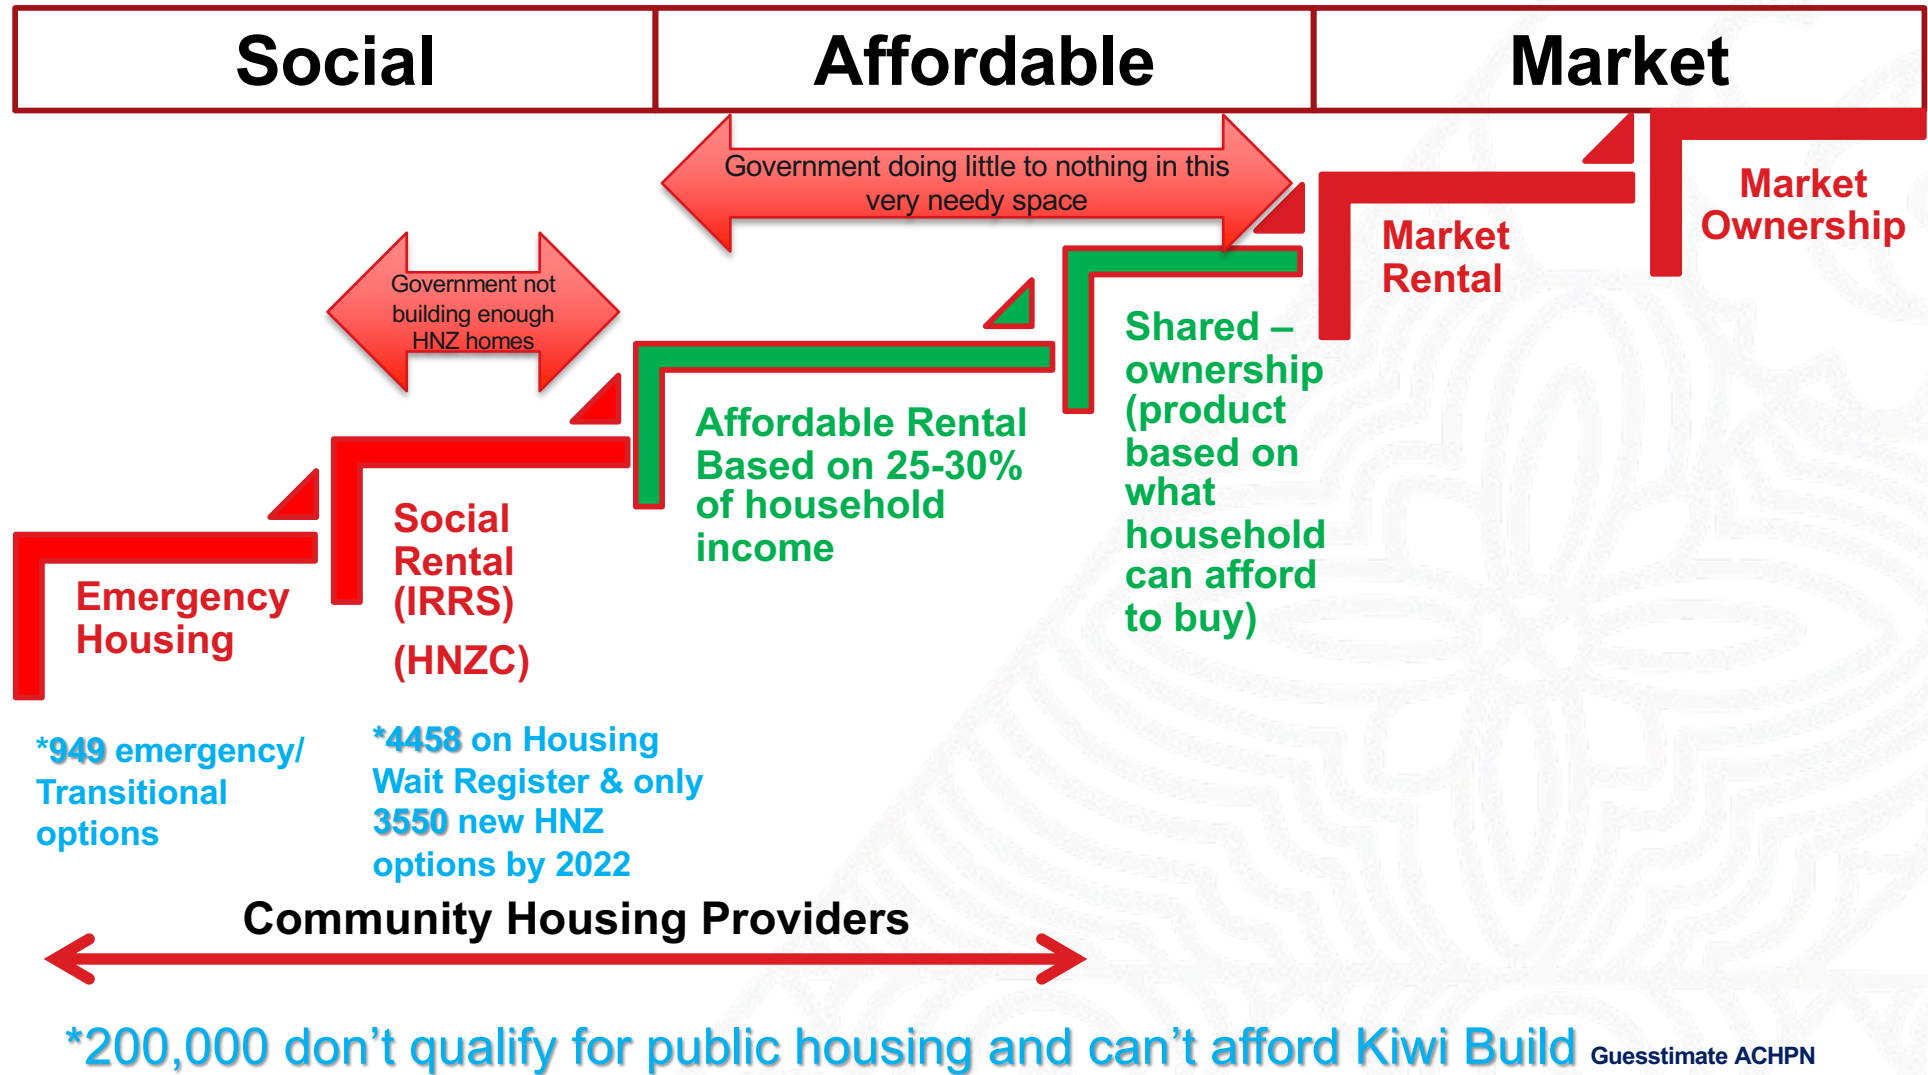 Social
Affordable
Market
Government doing little to nothing in this
very needy space
Government not
building enough
HNZ homes
Market
Ownership
Market
Rental
Shared –
ownership
(product
based on
what
household
can afford
to buy)
Affordable Rental
Based on 25-30%
of household
income
Social
Rental
(IRRS)
(HNZC)
Emergency
Housing
*949 emergency/
Transitional
options
*4458 on Housing
Wait Register & only
3550 new HNZ
options by 2022
Community Housing Providers
*200,000 don’t qualify for public housing and can’t afford Kiwi Build Guesstimate ACHPN